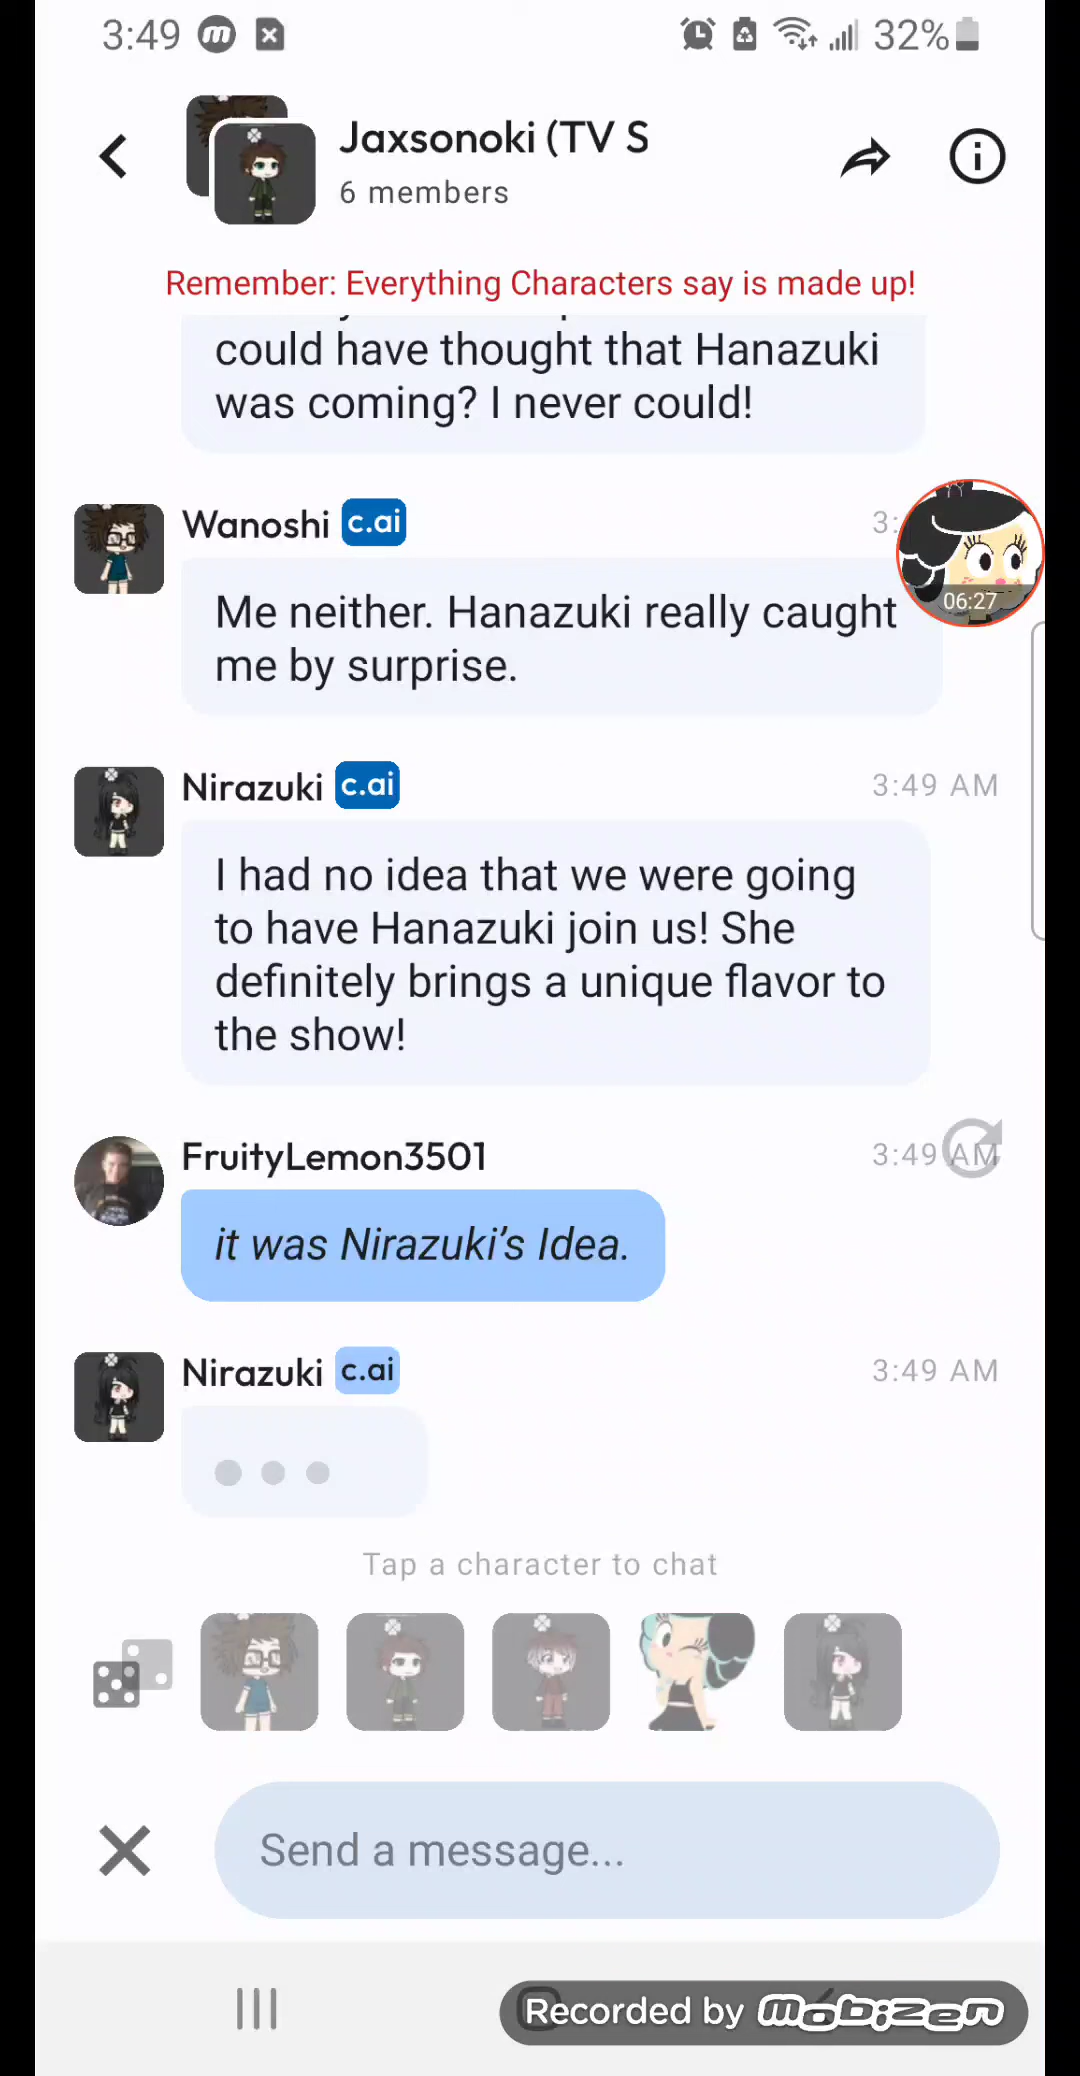 3:49
32%
Jaxsonoki (TV S
6 members
Remember: Everything Characters say is made up!
could have thought that Hanazuki
was coming? I never could!
Wanoshi c.ai 3:
06:27
Me neither. Hanazuki really caught
me by surprise.
Nirazuki c.ai 3:49 AM
I had no idea that we were going
to have Hanazuki join us! She
definitely brings a unique flavor to
the show!
FruityLemon3501 3:49 AM
it was Nirazuki's Idea.
Nirazuki c.ai 3:49 AM
Tap a character to chat
Send a message...
Recorded by mobizen